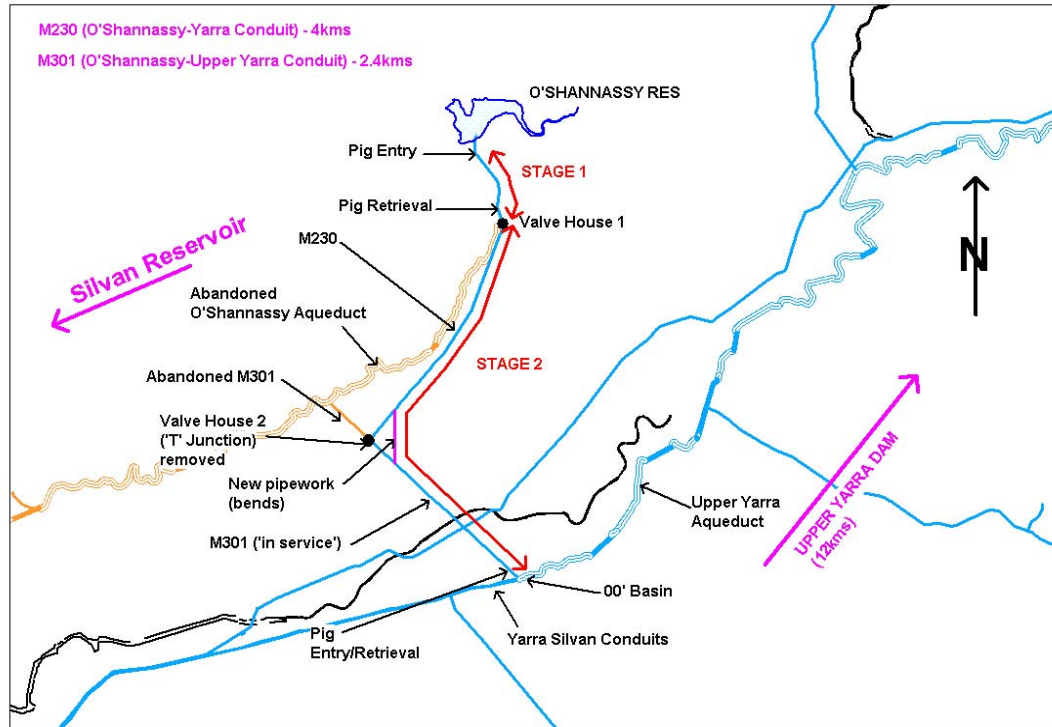 M230 (O'Shannassy-Yarra Conduit) - 4kms
M301 (O'Shannassy-Upper Yarra Conduit) - 2.4kms
O'SHANNASSY RES
Pig Entry
STAGE 1
Pig Retrieval
Valve House 1
M230
Silvan Reservoir
N
Abandoned
O'Shannassy Aqueduct
STAGE 2
Abandoned M301
Valve House 2
('T' Junction)
removed
New pipework
(bends)
Upper Yarra
Aqueduct
UPPER YARRA DAM
(12kms)
M301 ('in service')
00' Basin
Pig
Entry/Retrieval
Yarra Silvan Conduits